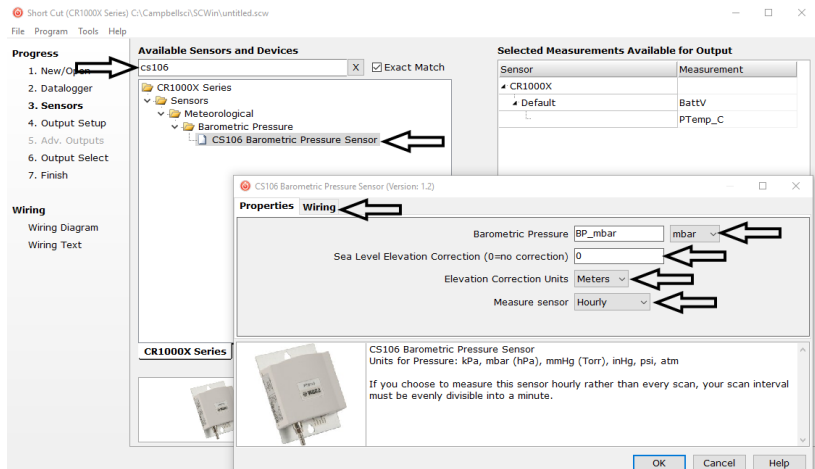 Short Cut (CR1000X Series) C:\Campbellsci\SCWin\untitled.scw
File Program Tools Help
Progress
1. New/Open
2. Datalogger
3. Sensors
4. Output Setup
5. Adv. Outputs
6. Output Select
7. Finish
Wiring
Wiring Diagram
Wiring Text
Available Sensors and Devices
cs106 X Exact Match
CR1000X Series
Sensors
Meteorological
Barometric Pressure
CS106 Barometric Pressure Sensor
CR1000X Series
Selected Measurements Available for Output
Sensor Measurement
CR1000X
Default BattV
PTemp_C
CS106 Barometric Pressure Sensor (Version: 1.2)
Properties Wiring
Barometric Pressure BP_mbar mbar
Sea Level Elevation Correction (0=no correction) 0
Elevation Correction Units Meters
Measure sensor Hourly
CS106 Barometric Pressure Sensor
Units for Pressure: kPa, mbar (hPa), mmHg (Torr), inHg, psi, atm
If you choose to measure this sensor hourly rather than every scan, your scan interval
must be evenly divisible into a minute.
OK Cancel Help